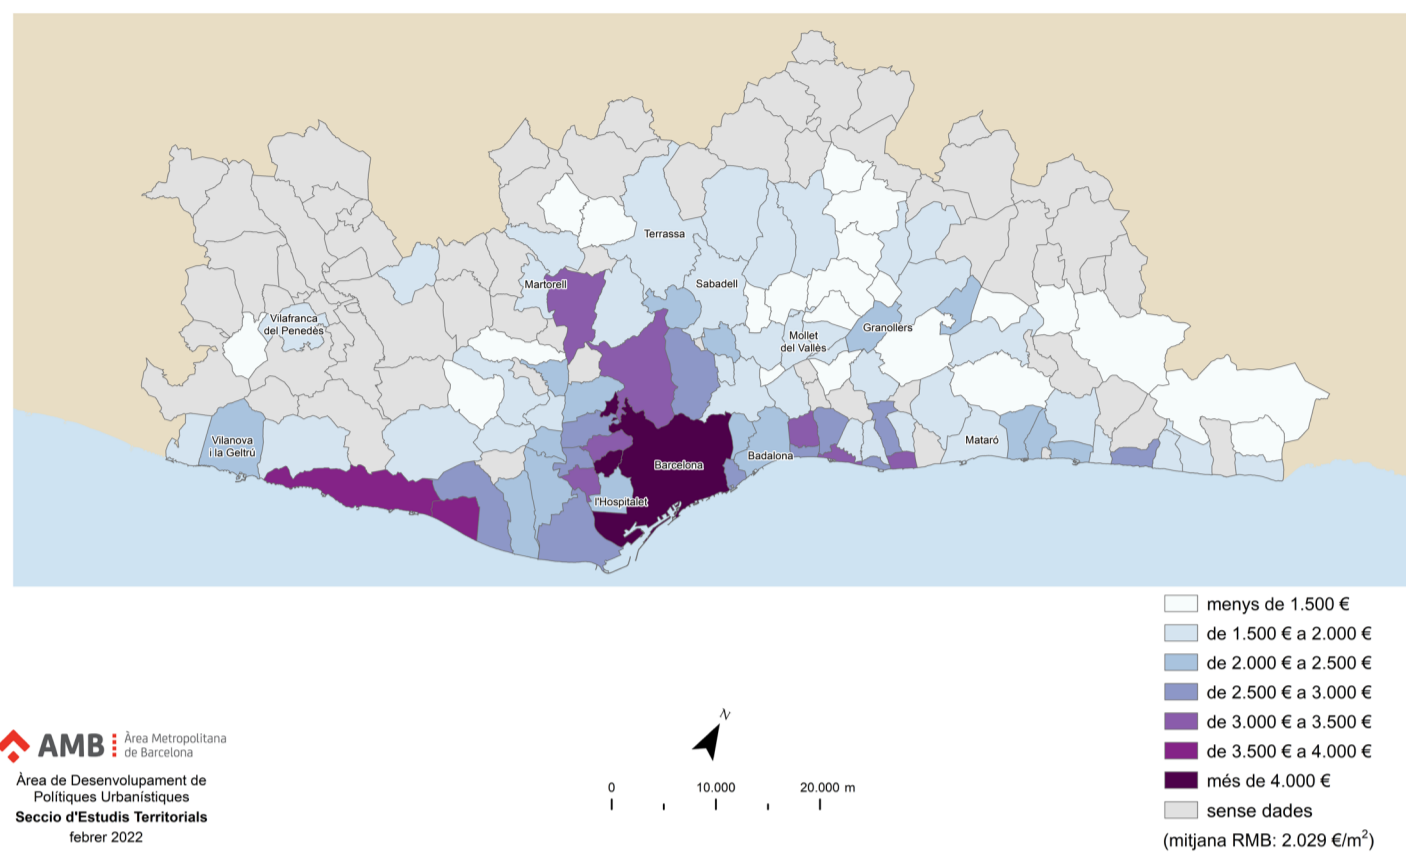 Terrassa
Martorell
Sabadell
Vilafranca
del Penedès
Granollers
Mollet
del Vallès
Vilanova
i la Geltrú
Mataró
Badalona
Barcelona
l'Hospitalet
menys de 1.500 €
de 1.500 € a 2.000 €
de 2.000 € a 2.500 €
de 2.500 € a 3.000 €
de 3.000 € a 3.500 €
de 3.500 € a 4.000 €
més de 4.000 €
sense dades
(mitjana RMB: 2.029 €/m²)
N
0 10.000 20.000 m
AMB
Àrea Metropolitana
de Barcelona
Àrea de Desenvolupament de
Polítiques Urbanístiques
Seccio d'Estudis Territorials
febrer 2022